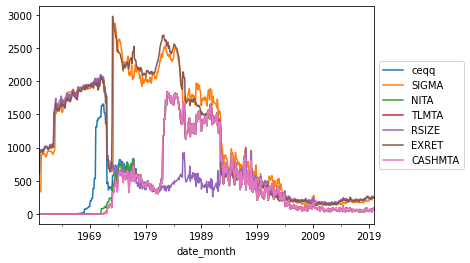 3000
2500
2000
1500
1000
500
0
1969
1979
1989
1999
2009
2019
date_month
ceqq
SIGMA
NITA
TLMTA
RSIZE
EXRET
CASHMTA